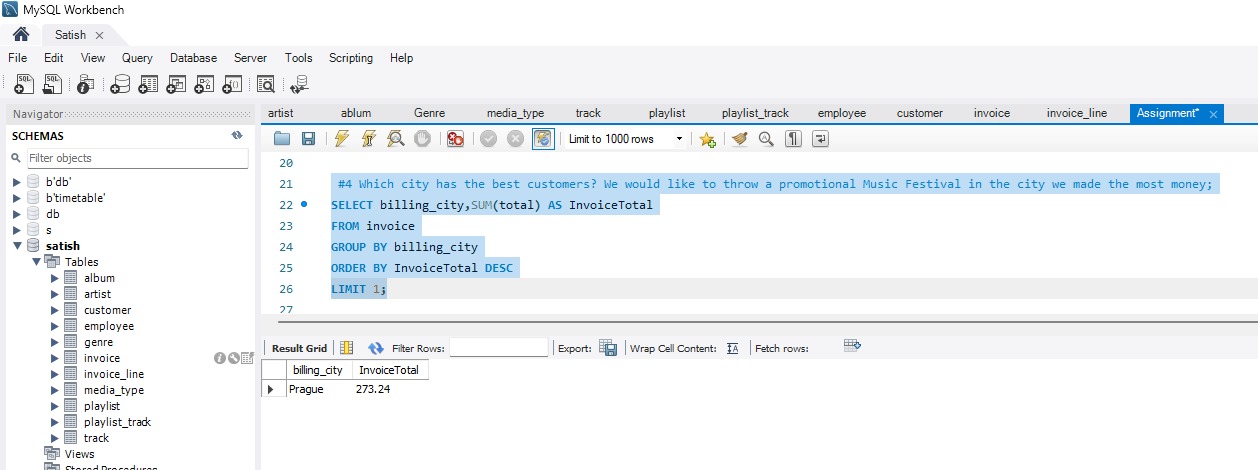 MySQL Workbench
Satish
File Edit View Query Database Server Tools Scripting Help
Navigator
SCHEMAS
Filter objects
b'db'
b'timetable'
db
s
satish
Tables
album
artist
customer
employee
genre
invoice
invoice_line
media_type
playlist
playlist_track
track
Views
Stored Procedures
artist ablum Genre media_type track playlist playlist_track employee customer invoice invoice_line Assignment*
Limit to 1000 rows
20
21 #4 Which city has the best customers? We would like to throw a promotional Music Festival in the city we made the most money;
22 SELECT billing_city,SUM(total) AS InvoiceTotal
23 FROM invoice
24 GROUP BY billing_city
25 ORDER BY InvoiceTotal DESC
26 LIMIT 1;
27
Result Grid Filter Rows: Export: Wrap Cell Content: Fetch rows:
billing_city InvoiceTotal
Prague 273.24